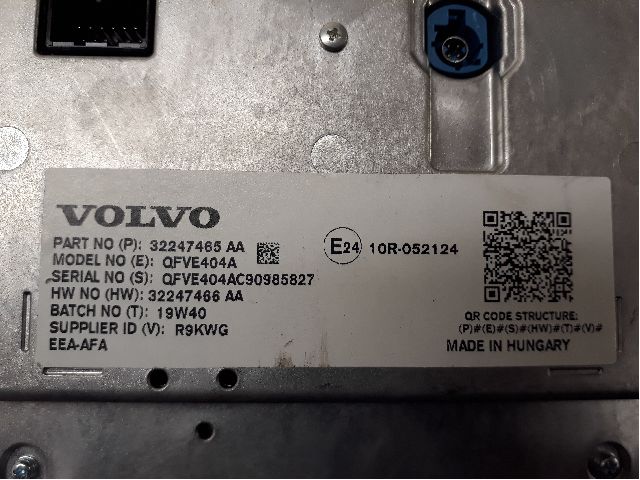 VOLVO
PART NO (P): 32247465 AA
MODEL NO (E): QFVE404A
SERIAL NO (S): QFVE404AC90985827
HW NO (HW): 32247466 AA
BATCH NO (T): 19W40
SUPPLIER ID (V): R9KWG
EEA-AFA
E24 10R-052124
QR CODE STRUCTURE:
(P)#(E)#(S)#(HW)#(T)#(V)#
MADE IN HUNGARY